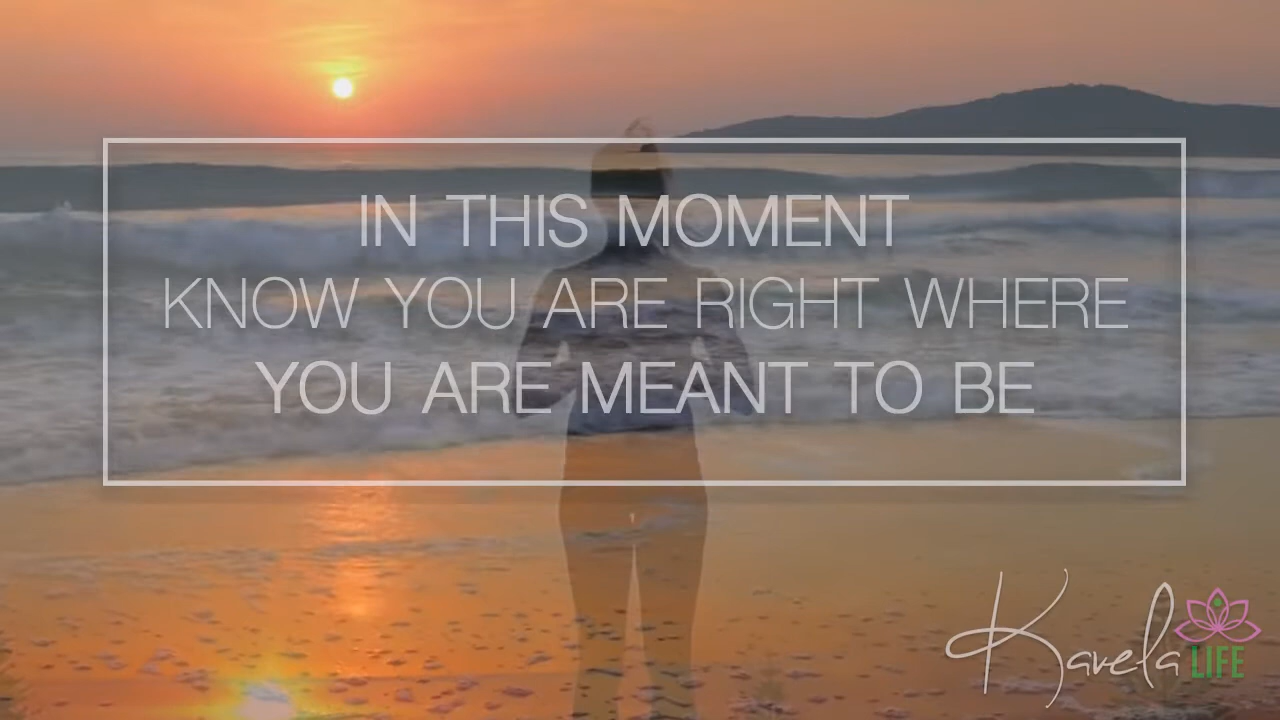 IN THIS MOMENT
KNOW YOU ARE RIGHT WHERE
YOU ARE MEANT TO BE
Kavela
LIFE